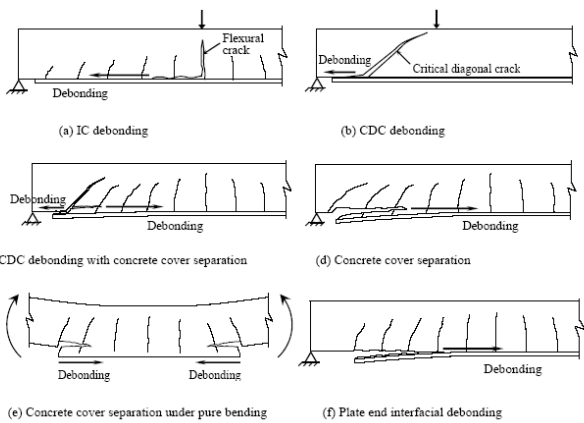 Flexural
crack
Debonding
(a) IC debonding
Debonding
Critical diagonal crack
(b) CDC debonding
Debonding
Debonding
CDC debonding with concrete cover separation
Debonding
(d) Concrete cover separation
Debonding
Debonding
(e) Concrete cover separation under pure bending
Debonding
(f) Plate end interfacial debonding